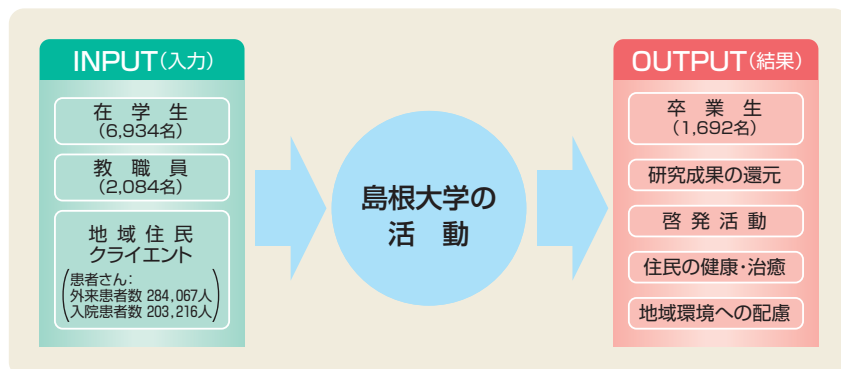 INPUT(入力)
在学生
(6,934名)
教職員
(2,084名)
地域住民
クライエント
(患者さん:
外来患者数 284,067人
入院患者数 203,216人)
島根大学の
活動
OUTPUT(結果)
卒業生
(1,692名)
研究成果の還元
啓発活動
住民の健康・治癒
地域環境への配慮